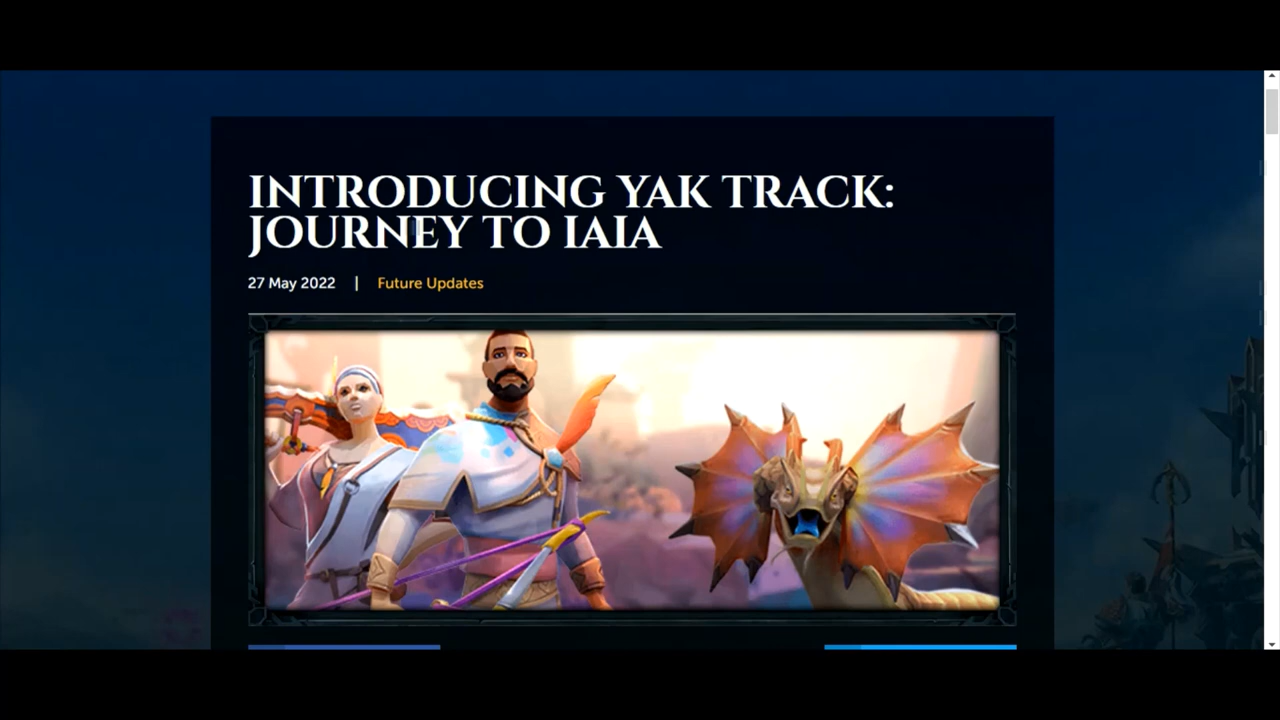 INTRODUCING YAK TRACK:
JOURNEY TO IAIA
27 May 2022 | Future Updates